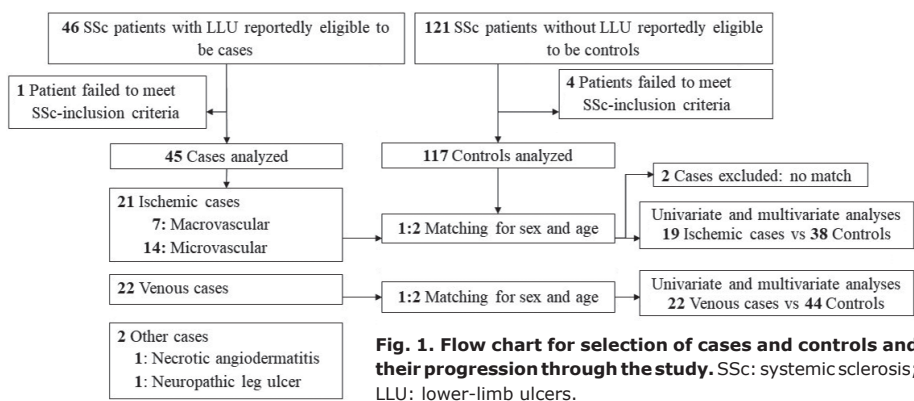 46 SSc patients with LLU reportedly eligible to
be cases
121 SSc patients without LLU reportedly eligible
to be controls
1 Patient failed to meet
SSc-inclusion criteria
4 Patients failed to meet
SSc-inclusion criteria
45 Cases analyzed
117 Controls analyzed
2 Cases excluded: no match
21 Ischemic cases
7: Macrovascular
14: Microvascular
1:2 Matching for sex and age
Univariate and multivariate analyses
19 Ischemic cases vs 38 Controls
22 Venous cases
1:2 Matching for sex and age
Univariate and multivariate analyses
22 Venous cases vs 44 Controls
2 Other cases
1: Necrotic angiodermatitis
1: Neuropathic leg ulcer
Fig. 1. Flow chart for selection of cases and controls and
their progression through the study. SSc: systemic sclerosis;
LLU: lower-limb ulcers.